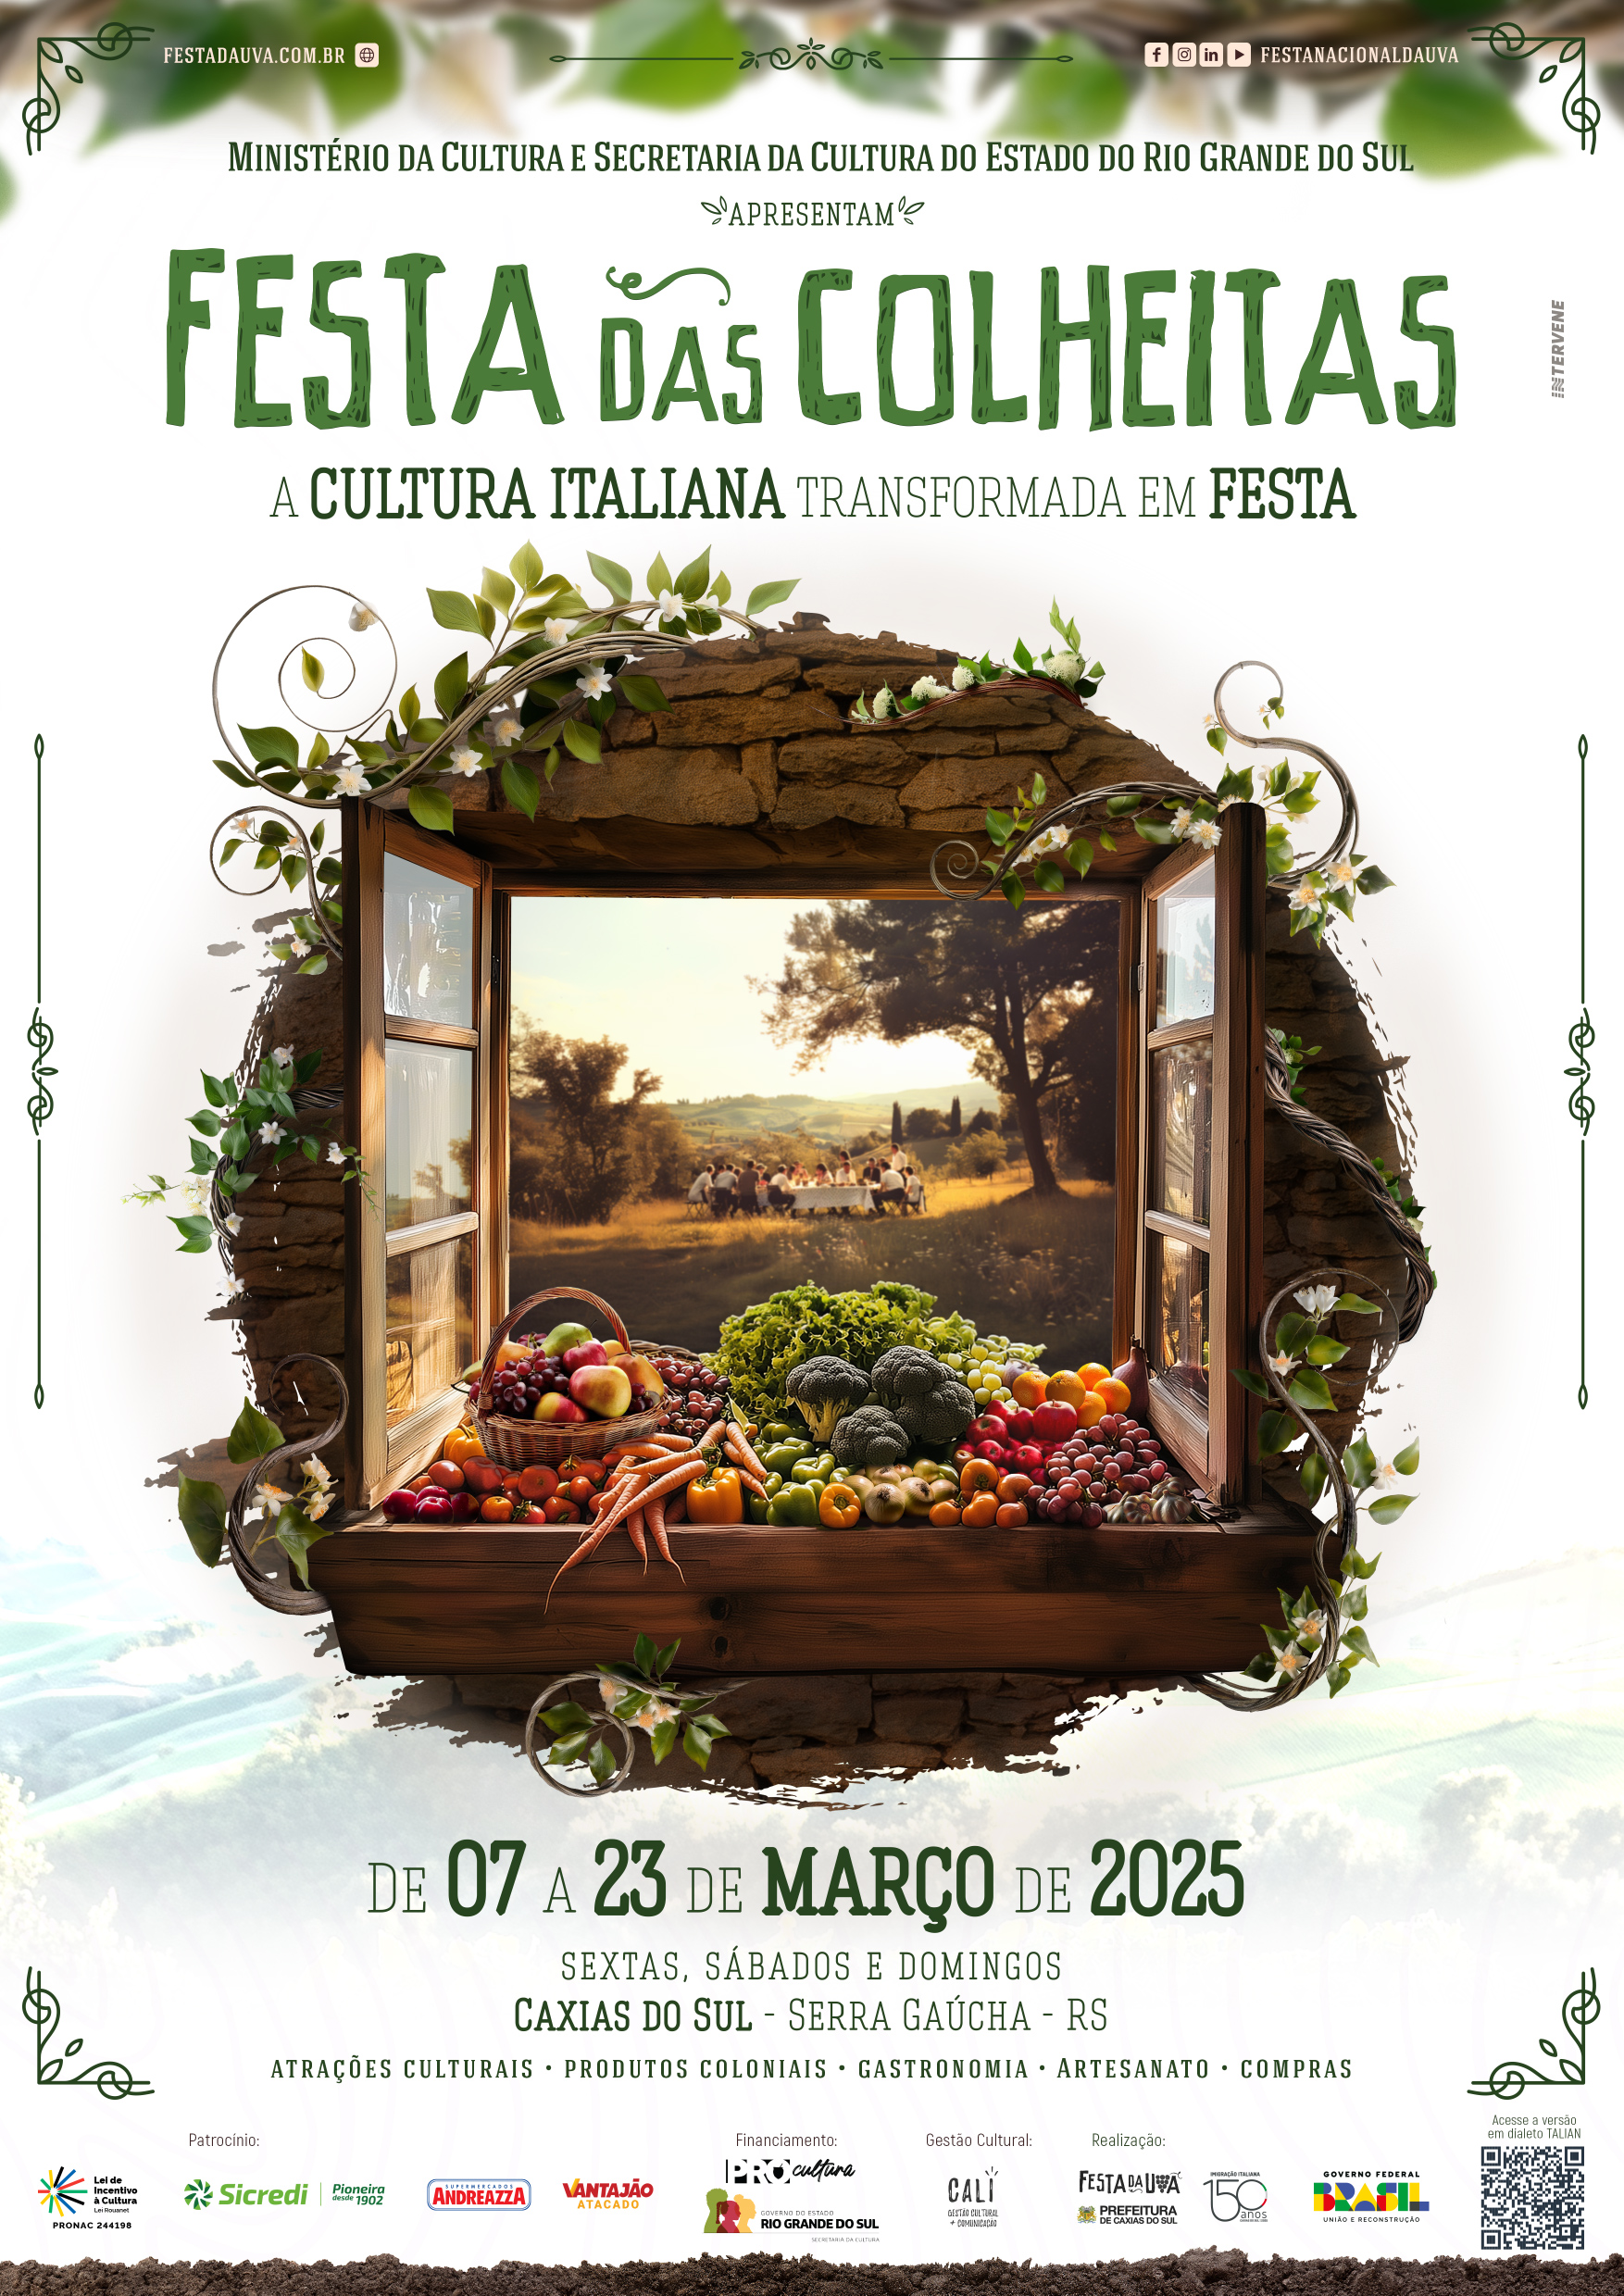 FESTADAUVA.COM.BR
FESTANACIONALDAUVA
MINISTÉRIO DA CULTURA E SECRETARIA DA CULTURA DO ESTADO DO RIO GRANDE DO SUL
APRESENTAM
FESTA DAS COLHEITAS
INTERVENE
A CULTURA ITALIANA TRANSFORMADA EM FESTA
DE 07 A 23 DE MARÇO DE 2025
SEXTAS, SÁBADOS E DOMINGOS
CAXIAS DO SUL - SERRA GAÚCHA - RS
ATRAÇÕES CULTURAIS • PRODUTOS COLONIAIS • GASTRONOMIA • ARTESANATO • COMPRAS
Acesse a versão
em dialeto TALIAN
Patrocínio:
Financiamento:
Gestão Cultural:
Realização:
Lei de
Incentivo
à Cultura
Lei Rouanet
PRONAC 244198
Sicredi
Pioneira
desde 1902
SUPERMERCADOS
ANDREAZZA
VANTAJÃO
ATACADO
PRÓcultura
GOVERNO DO ESTADO
RIO GRANDE DO SUL
SECRETARIA DA CULTURA
CALI
GESTÃO CULTURAL
+ COMUNICAÇÃO
FESTA DA UVA
PREFEITURA
DE CAXIAS DO SUL
IMIGRAÇÃO ITALIANA
150
anos
GOVERNO FEDERAL
BRASIL
UNIÃO E RECONSTRUÇÃO